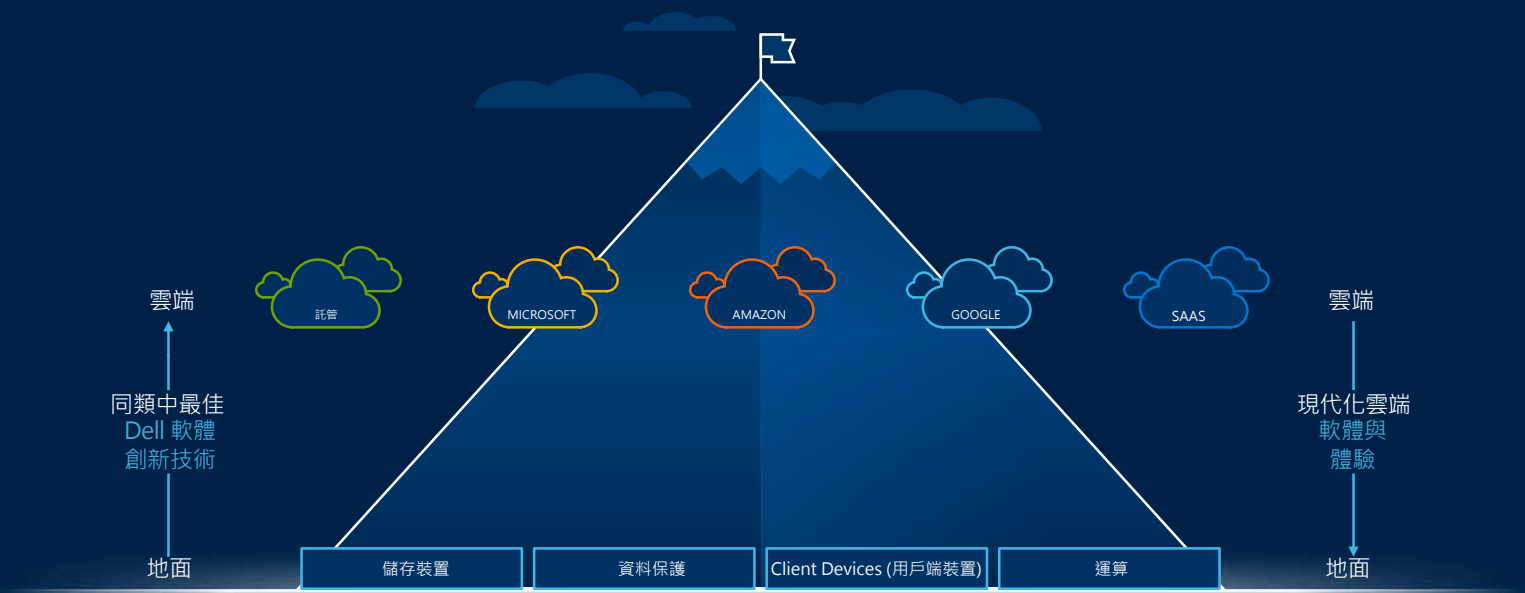 託管
MICROSOFT
AMAZON
GOOGLE
SAAS
雲端
同類中最佳
Dell 軟體
創新技術
地面
雲端
現代化雲端
軟體與
體驗
地面
儲存裝置
資料保護
Client Devices (用戶端裝置)
運算